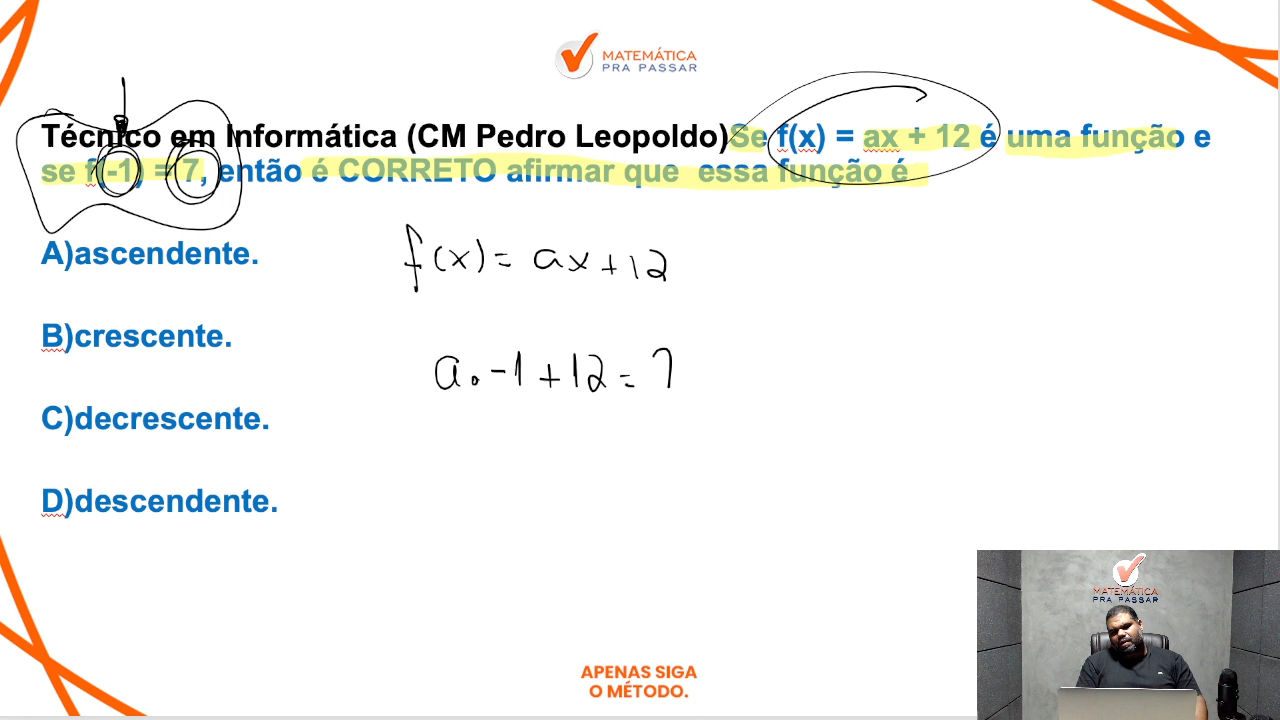 MATEMÁTICA
PRA PASSAR
Técnico em Informática (CM Pedro Leopoldo)Se f(x) = ax + 12 é uma função e
se f(-1) = 7, então é CORRETO afirmar que essa função é
A)ascendente.
f(x) = ax + 12
B)crescente.
a. -1 + 12 = 7
C)decrescente.
D)descendente.
MATEMÁTICA
PRA PASSAR
APENAS SIGA
O MÉTODO.